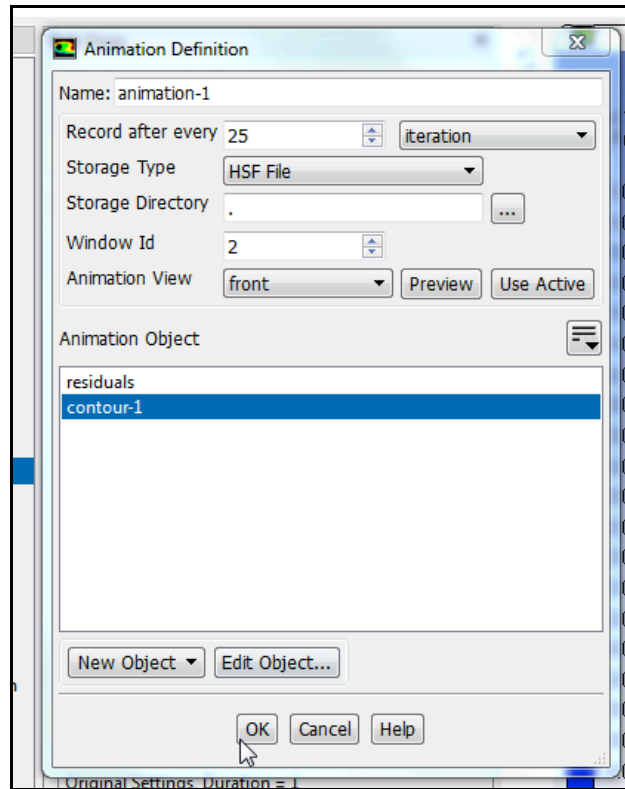 Animation Definition
Name: animation-1
Record after every 25 iteration
Storage Type HSF File
Storage Directory . ...
Window Id 2
Animation View front Preview Use Active
Animation Object
residuals
contour-1
New Object Edit Object...
OK Cancel Help
Original Settings, Duration = 1